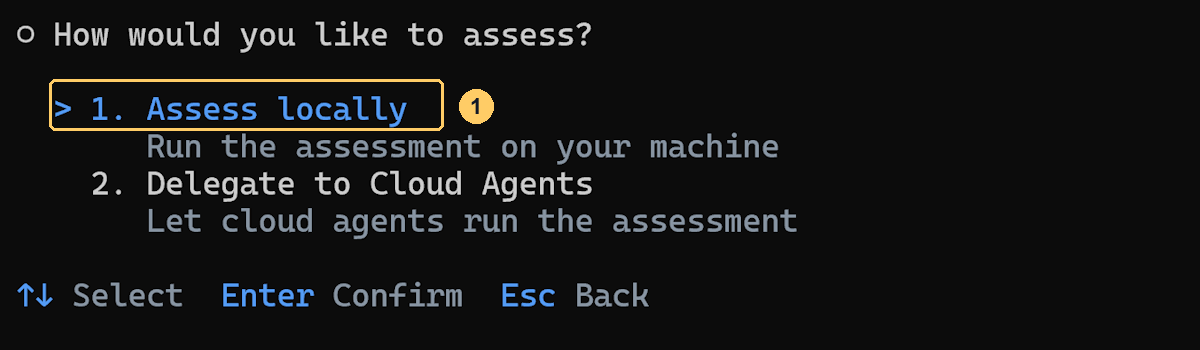 ○ How would you like to assess?
> 1. Assess locally 1
Run the assessment on your machine
2. Delegate to Cloud Agents
Let cloud agents run the assessment
↑↓ Select Enter Confirm Esc Back